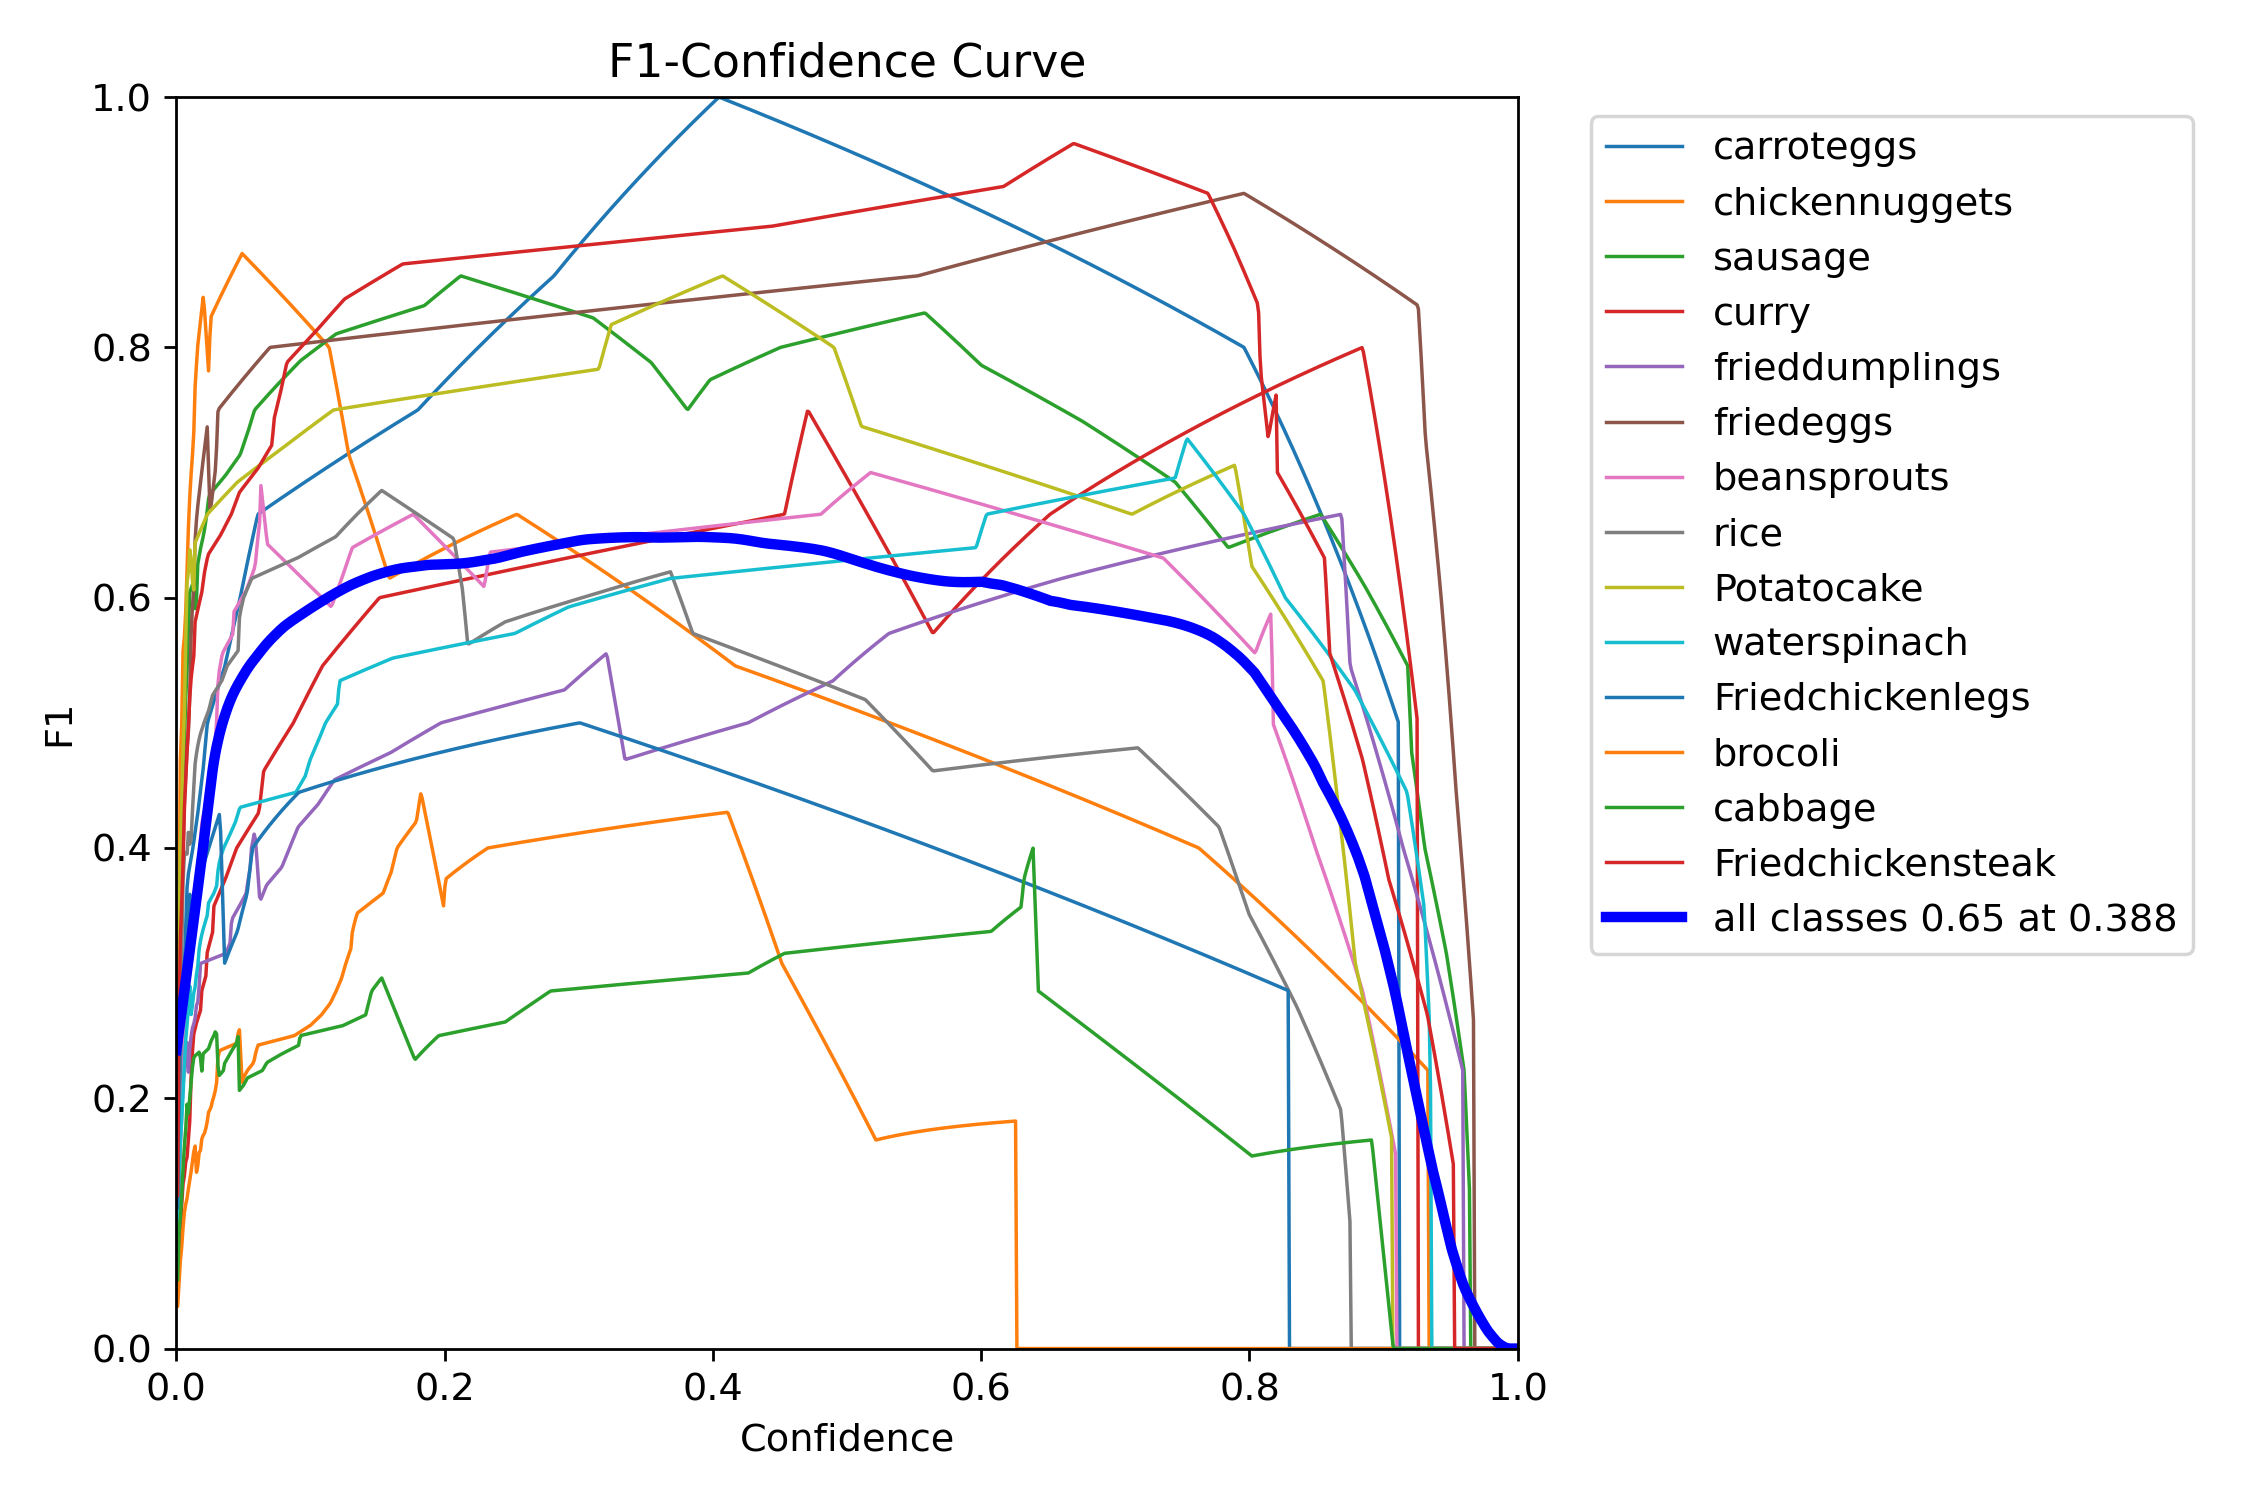 F1-Confidence Curve
1.0
0.8
0.6
0.4
0.2
0.0
F1
0.0 0.2 0.4 0.6 0.8 1.0
Confidence
carroteggs
chickennuggets
sausage
curry
frieddumplings
friedeggs
beansprouts
rice
Potatocake
waterspinach
Friedchickenlegs
brocoli
cabbage
Friedchickensteak
all classes 0.65 at 0.388